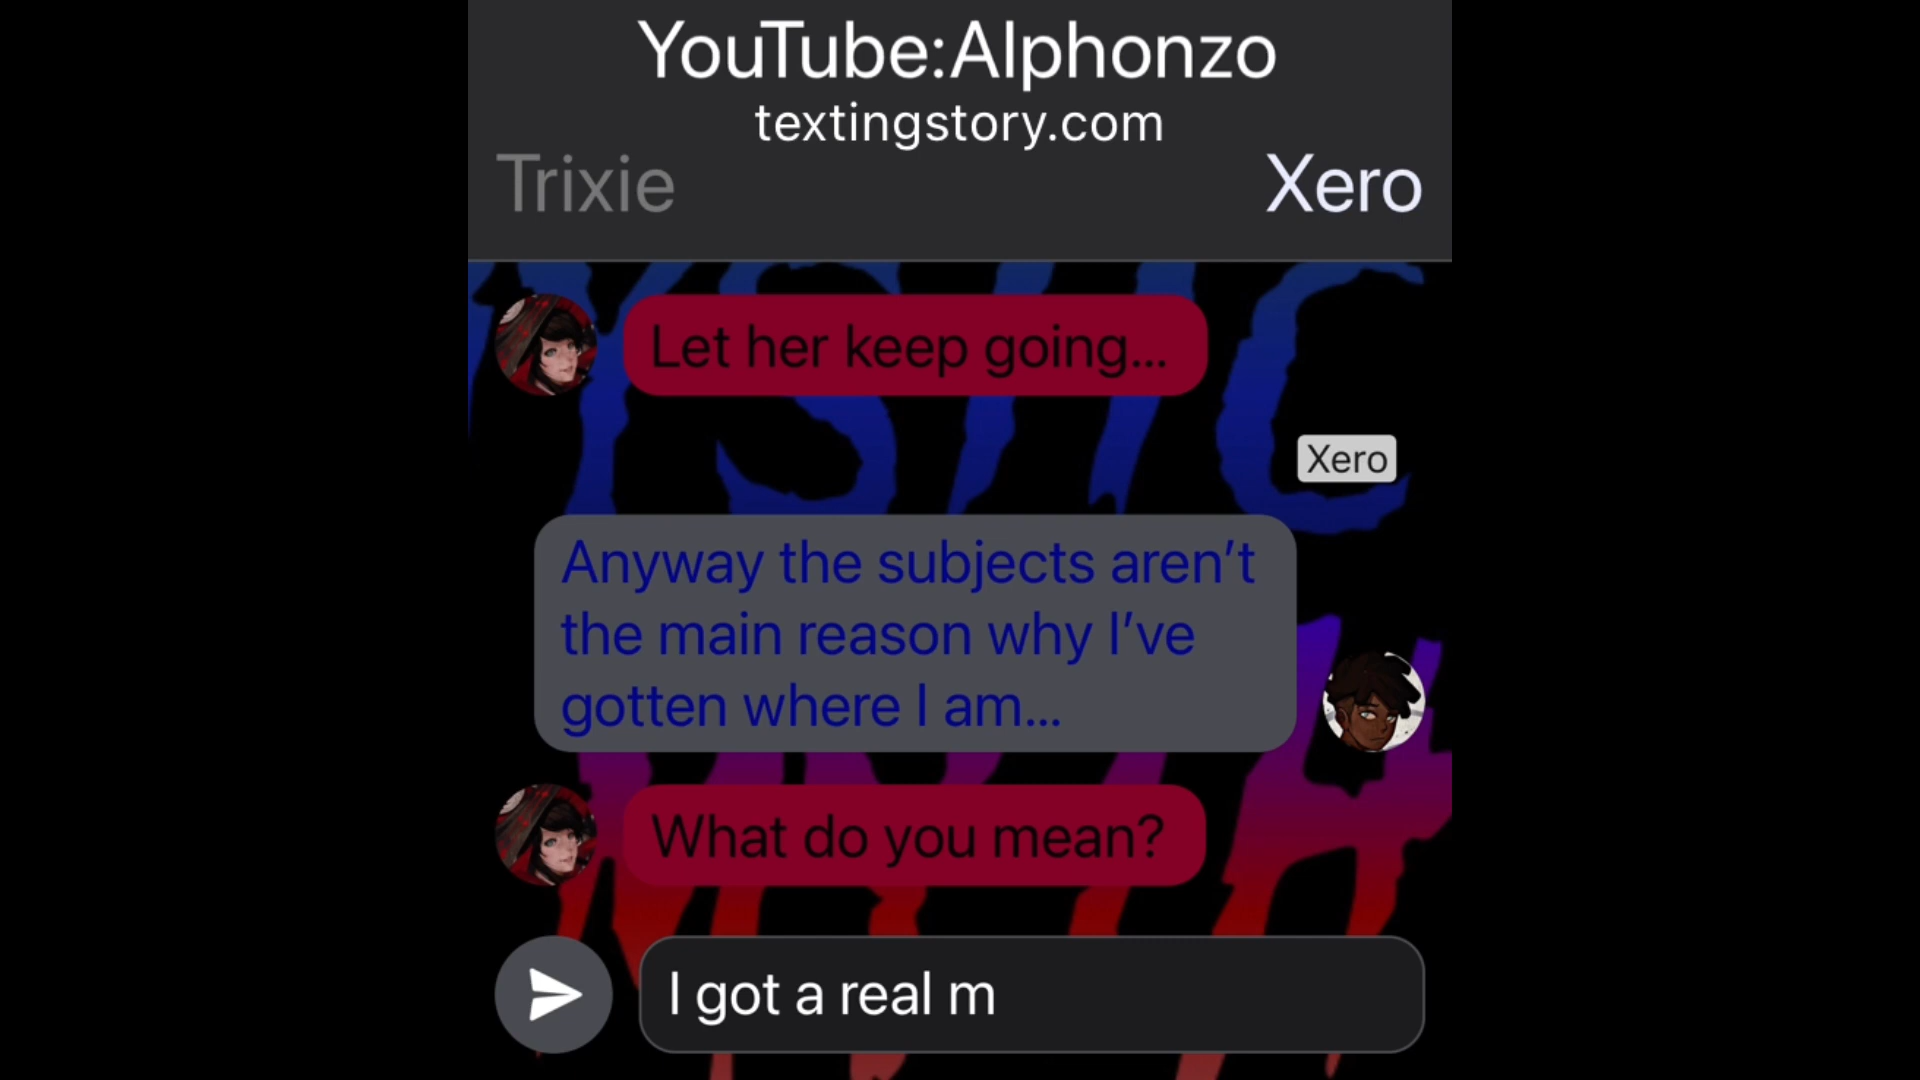 YouTube:Alphonzo
textingstory.com
Trixie
Xero
Let her keep going...
Xero
Anyway the subjects aren’t
the main reason why I’ve
gotten where I am...
What do you mean?
I got a real m